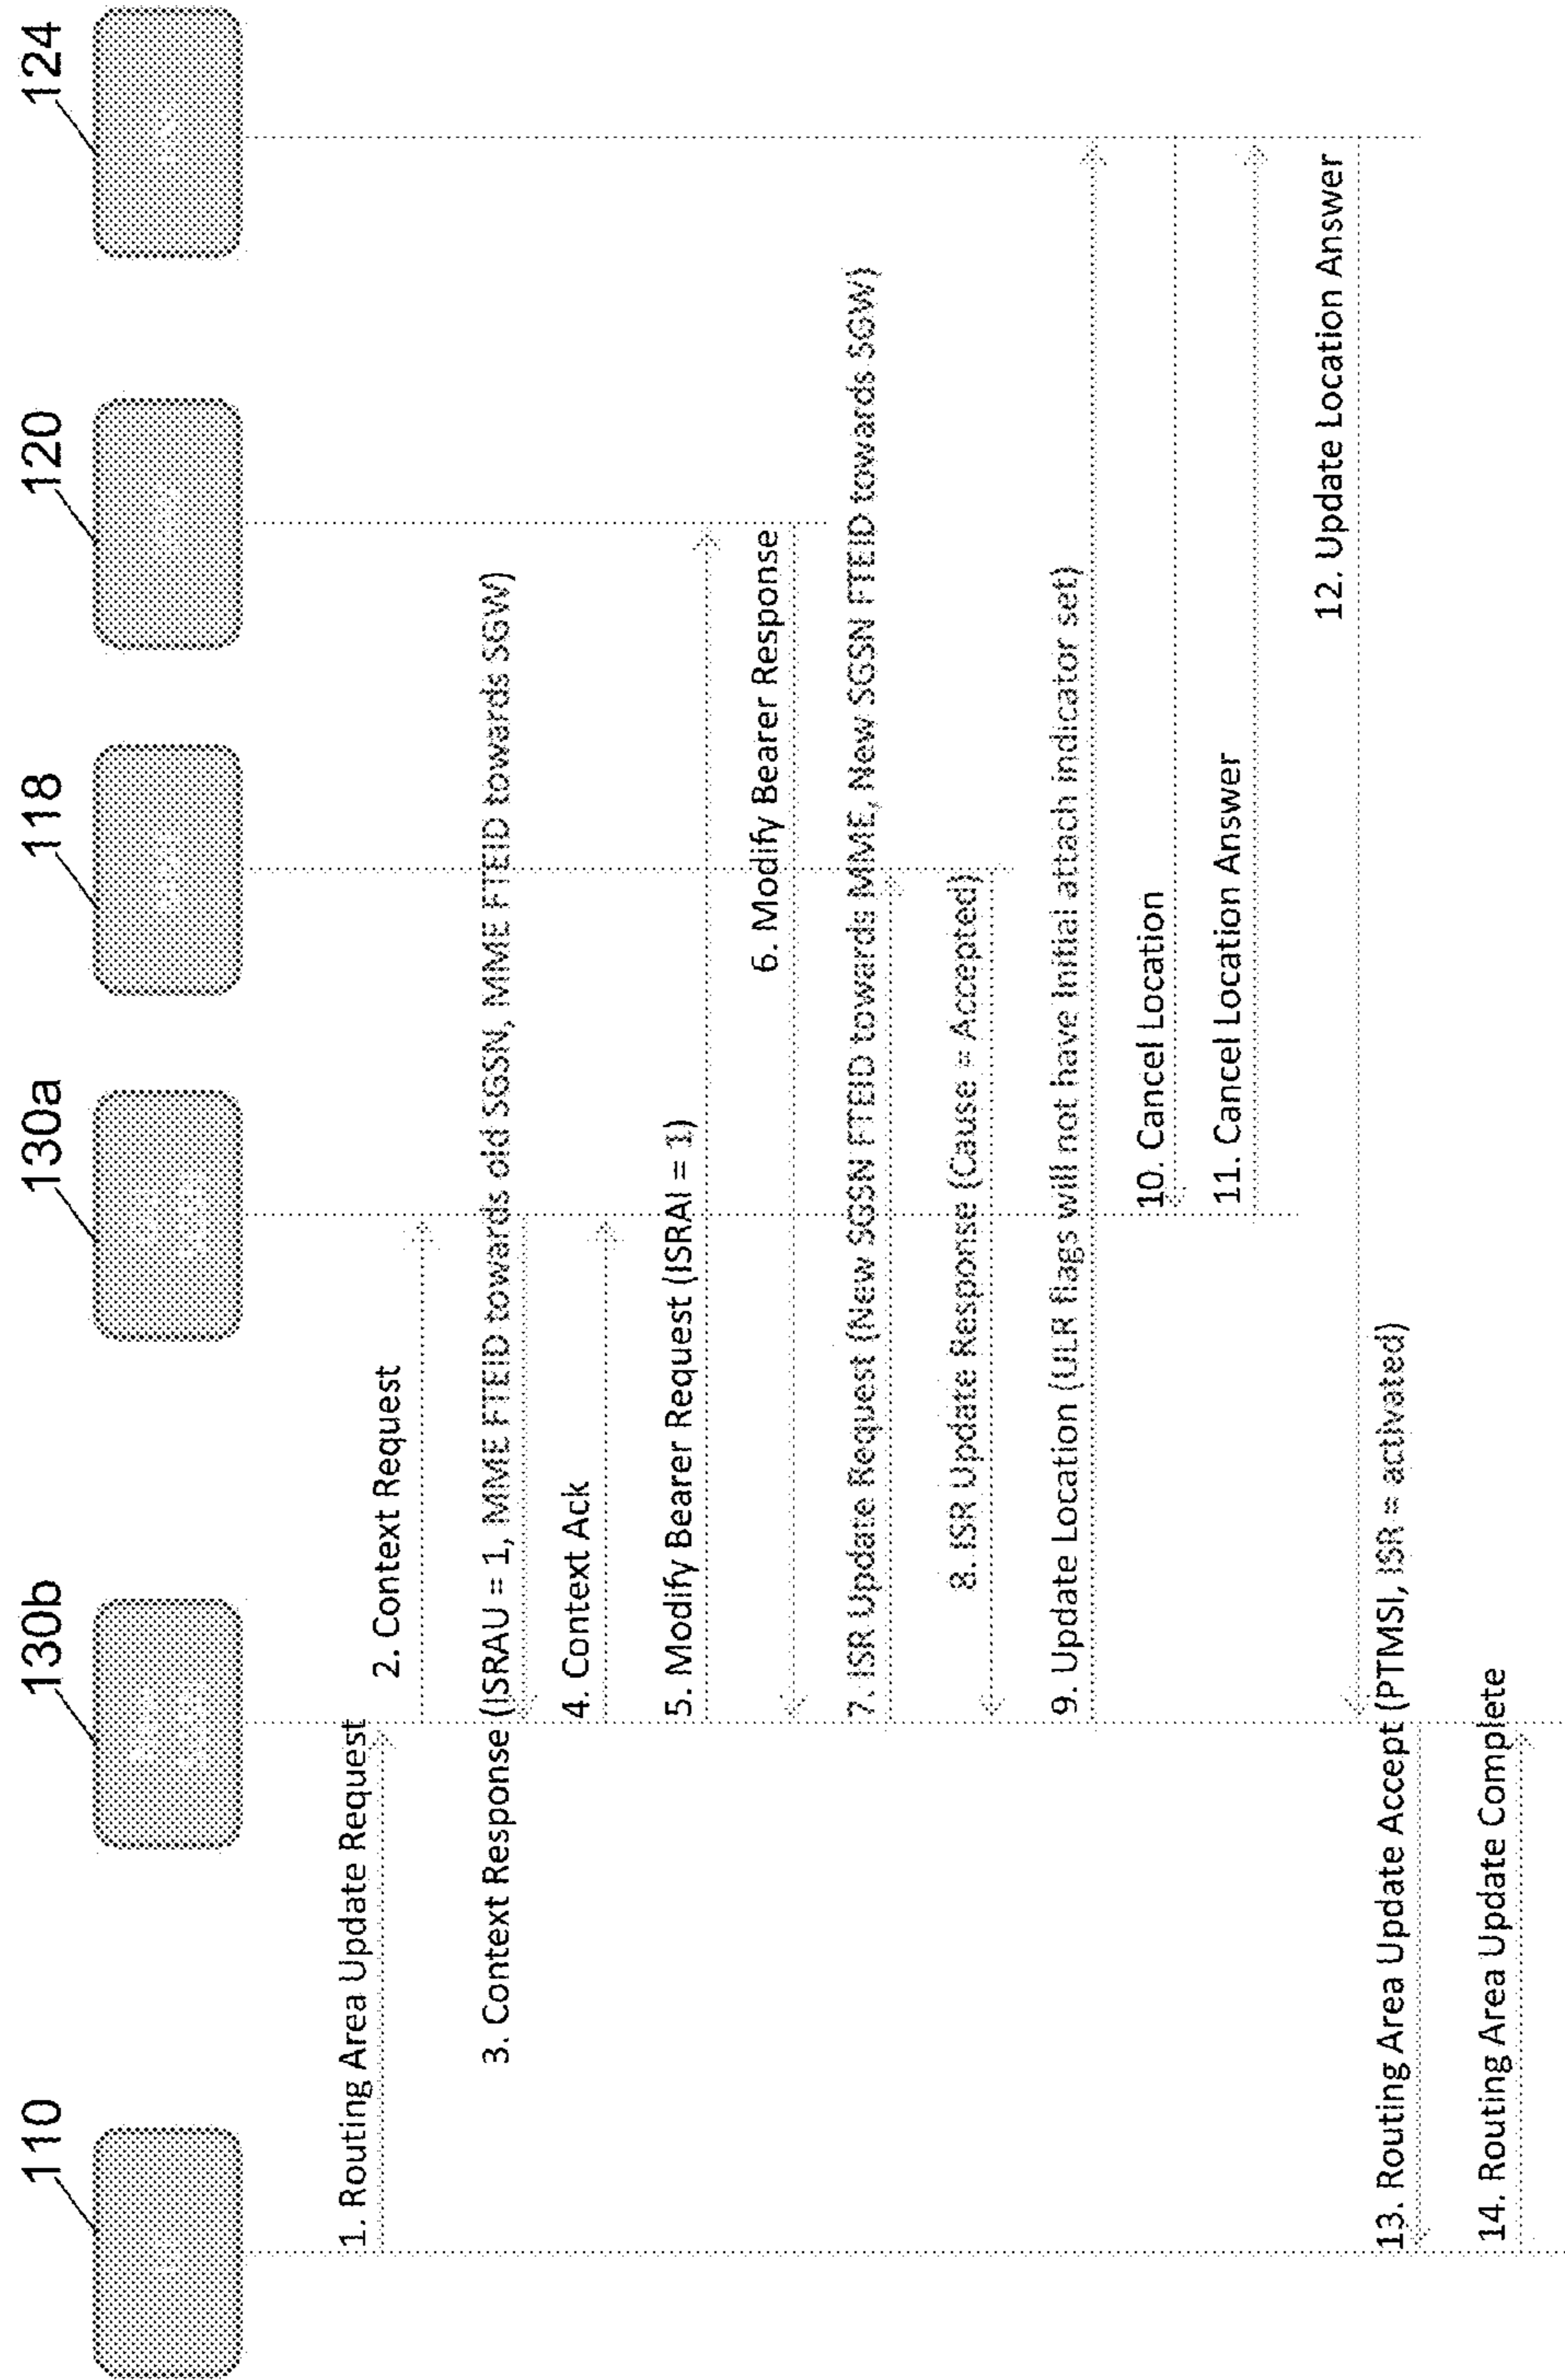 110
130b
130a
118
120
124
1. Routing Area Update Request
2. Context Request
3. Context Response (ISRAU = 1, MME FTEID towards old SGSN, MME FTEID towards SGW)
4. Context Ack
5. Modify Bearer Request (ISRAI = 1)
6. Modify Bearer Response
7. ISR Update Request (New SGSN FTEID towards MME, New SGSN FTEID towards SGW)
8. ISR Update Response (Cause = Accepted)
9. Update Location (ULR flags will not have Initial attach indicator set)
10. Cancel Location
11. Cancel Location Answer
12. Update Location Answer
13. Routing Area Update Accept (PTMSI, ISR = activated)
14. Routing Area Update Complete